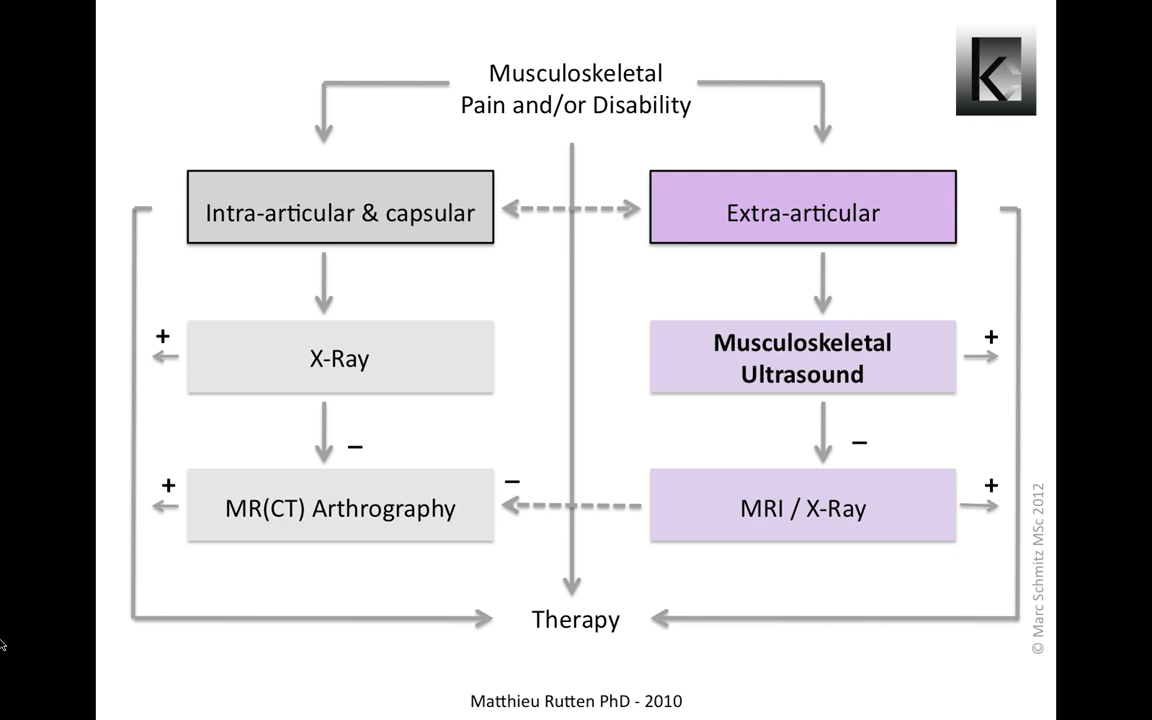 Musculoskeletal
Pain and/or Disability
k
Intra-articular & capsular
Extra-articular
+
X-Ray
Musculoskeletal
Ultrasound
+
–
–
+
MR(CT) Arthrography
–
MRI / X-Ray
+
Therapy
© Marc Schmitz MSc 2012
Matthieu Rutten PhD - 2010